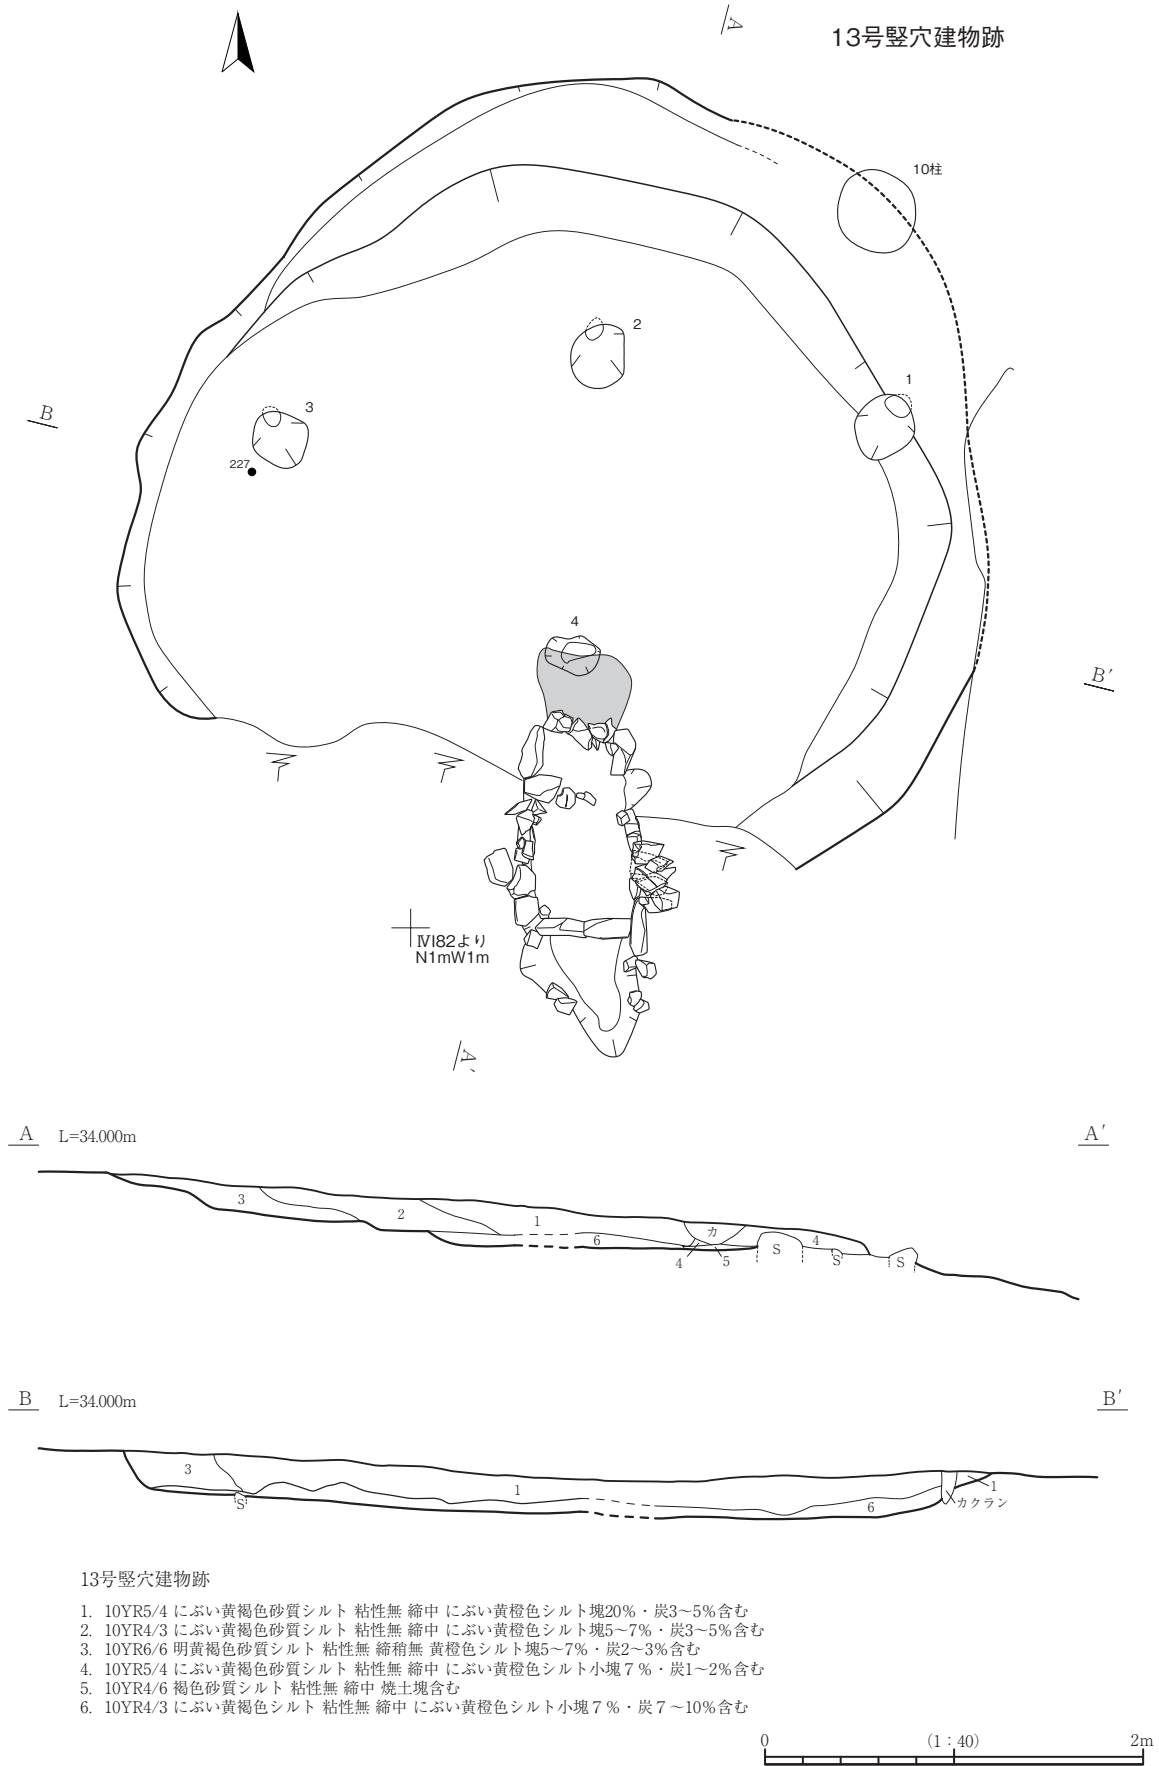 A
13号竪穴建物跡
10柱
2
1
3
B
227
4
B′
ⅣI82より
N1mW1m
A′
A L=34.000m A′
3
2
1
カ
6
4
4
5
S
S
S
B L=34.000m B′
3
1
1
S
6
カクラン
13号竪穴建物跡
1. 10YR5/4 にぶい黄褐色砂質シルト 粘性無 締中 にぶい黄橙色シルト塊20%・炭3~5%含む
2. 10YR4/3 にぶい黄褐色砂質シルト 粘性無 締中 にぶい黄橙色シルト塊5~7%・炭3~5%含む
3. 10YR6/6 明黄褐色砂質シルト 粘性無 締稍無 黄橙色シルト塊5~7%・炭2~3%含む
4. 10YR5/4 にぶい黄褐色砂質シルト 粘性無 締中 にぶい黄橙色シルト小塊7%・炭1~2%含む
5. 10YR4/6 褐色砂質シルト 粘性無 締中 焼土塊含む
6. 10YR4/3 にぶい黄褐色シルト 粘性無 締中 にぶい黄橙色シルト小塊7%・炭7~10%含む
0 (1:40) 2m